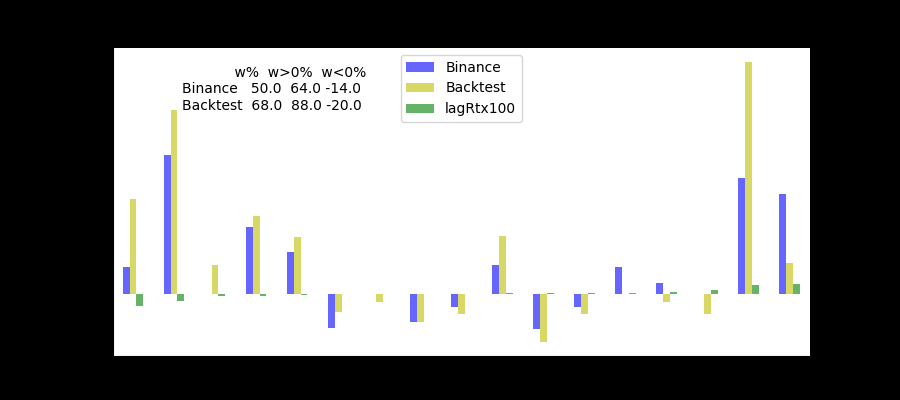 w%  w>0%  w<0%
Binance   50.0  64.0 -14.0
Backtest  68.0  88.0 -20.0
Binance
Backtest
lagRtx100